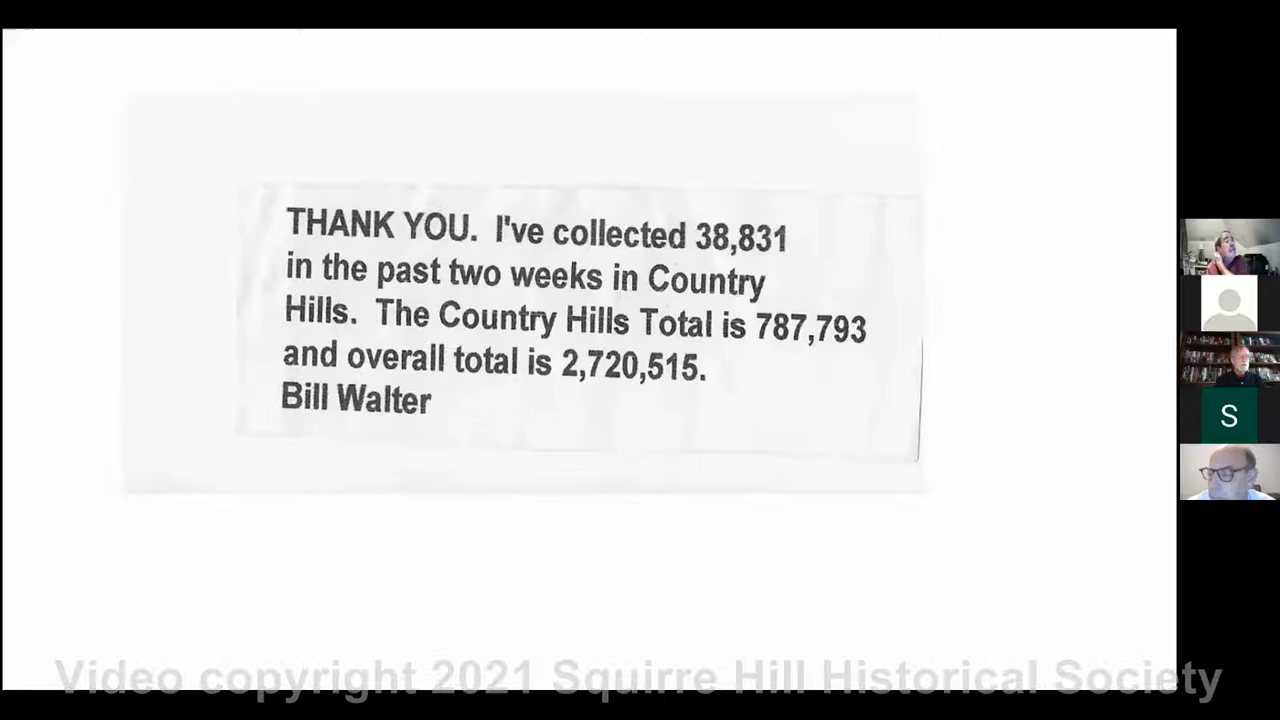 THANK YOU. I've collected 38,831
in the past two weeks in Country
Hills. The Country Hills Total is 787,793
and overall total is 2,720,515.
Bill Walter
S
Video copyright 2021 Squirre Hill Historical Society